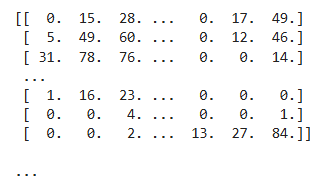 [[ 0. 15. 28. ... 0. 17. 49.]
[ 5. 49. 60. ... 0. 12. 46.]
[ 31. 78. 76. ... 0. 0. 14.]
...
[ 1. 16. 23. ... 0. 0. 0.]
[ 0. 0. 4. ... 0. 0. 1.]
[ 0. 0. 2. ... 13. 27. 84.]]
...